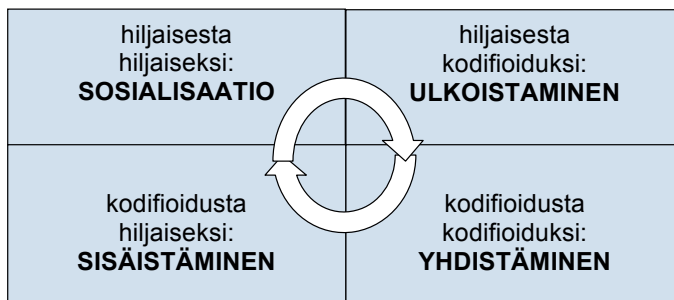 hiljaisesta
hiljaiseksi:
SOSIALISAATIO
hiljaisesta
kodifioiduksi:
ULKOISTAMINEN
kodifioidusta
hiljaiseksi:
SISÄISTÄMINEN
kodifioidusta
kodifioiduksi:
YHDISTÄMINEN